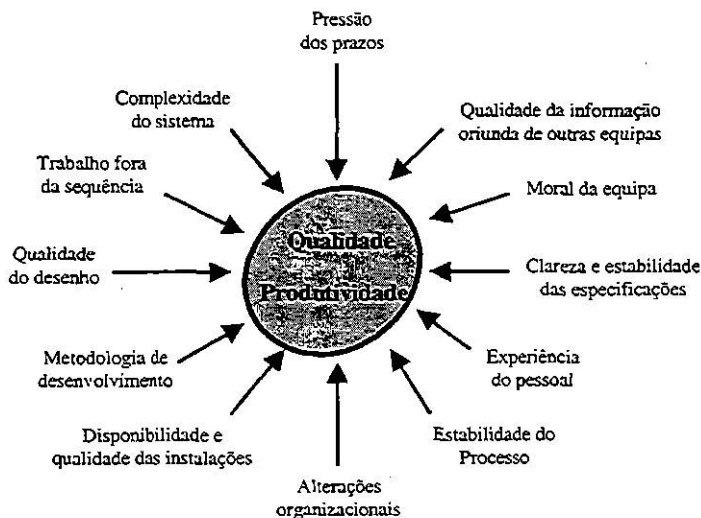 Pressão
dos prazos
Complexidade
do sistema
Qualidade da informação
oriunda de outras equipas
Trabalho fora
da sequência
Moral da equipa
Qualidade
Produtividade
Qualidade
do desenho
Clareza e estabilidade
das especificações
Metodologia de
desenvolvimento
Experiência
do pessoal
Disponibilidade e
qualidade das instalações
Estabilidade do
Processo
Alterações
organizacionais